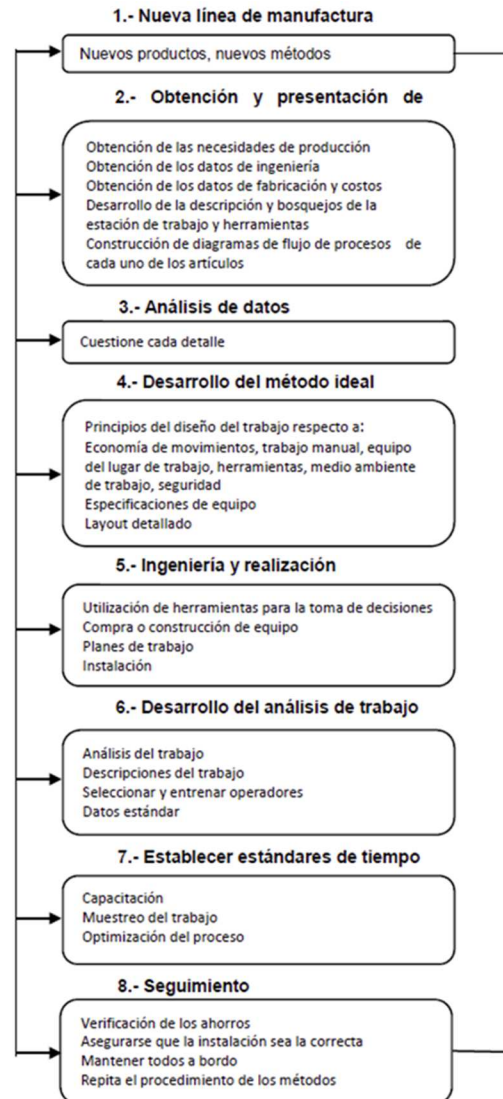 1.- Nueva línea de manufactura
Nuevos productos, nuevos métodos
2.- Obtención y presentación de
Obtención de las necesidades de producción
Obtención de los datos de ingeniería
Obtención de los datos de fabricación y costos
Desarrollo de la descripción y bosquejos de la
estación de trabajo y herramientas
Construcción de diagramas de flujo de procesos de
cada uno de los artículos
3.- Análisis de datos
Cuestione cada detalle
4.- Desarrollo del método ideal
Principios del diseño del trabajo respecto a:
Economía de movimientos, trabajo manual, equipo
del lugar de trabajo, herramientas, medio ambiente
de trabajo, seguridad
Especificaciones de equipo
Layout detallado
5.- Ingeniería y realización
Utilización de herramientas para la toma de decisiones
Compra o construcción de equipo
Planes de trabajo
Instalación
6.- Desarrollo del análisis de trabajo
Análisis del trabajo
Descripciones del trabajo
Seleccionar y entrenar operadores
Datos estándar
7.- Establecer estándares de tiempo
Capacitación
Muestreo del trabajo
Optimización del proceso
8.- Seguimiento
Verificación de los ahorros
Asegurarse que la instalación sea la correcta
Mantener todos a bordo
Repita el procedimiento de los métodos